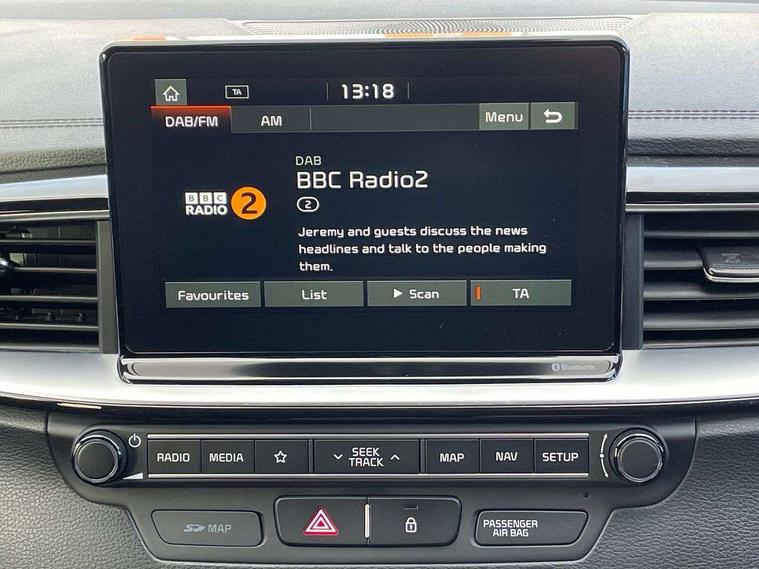 TA
13:18
DAB/FM
AM
Menu
DAB
BBC Radio2
2
BBC
RADIO 2
Jeremy and guests discuss the news
headlines and talk to the people making
them.
Favourites
List
Scan
TA
Bluetooth
RADIO
MEDIA
SEEK
TRACK
MAP
NAV
SETUP
SD MAP
PASSENGER
AIR BAG